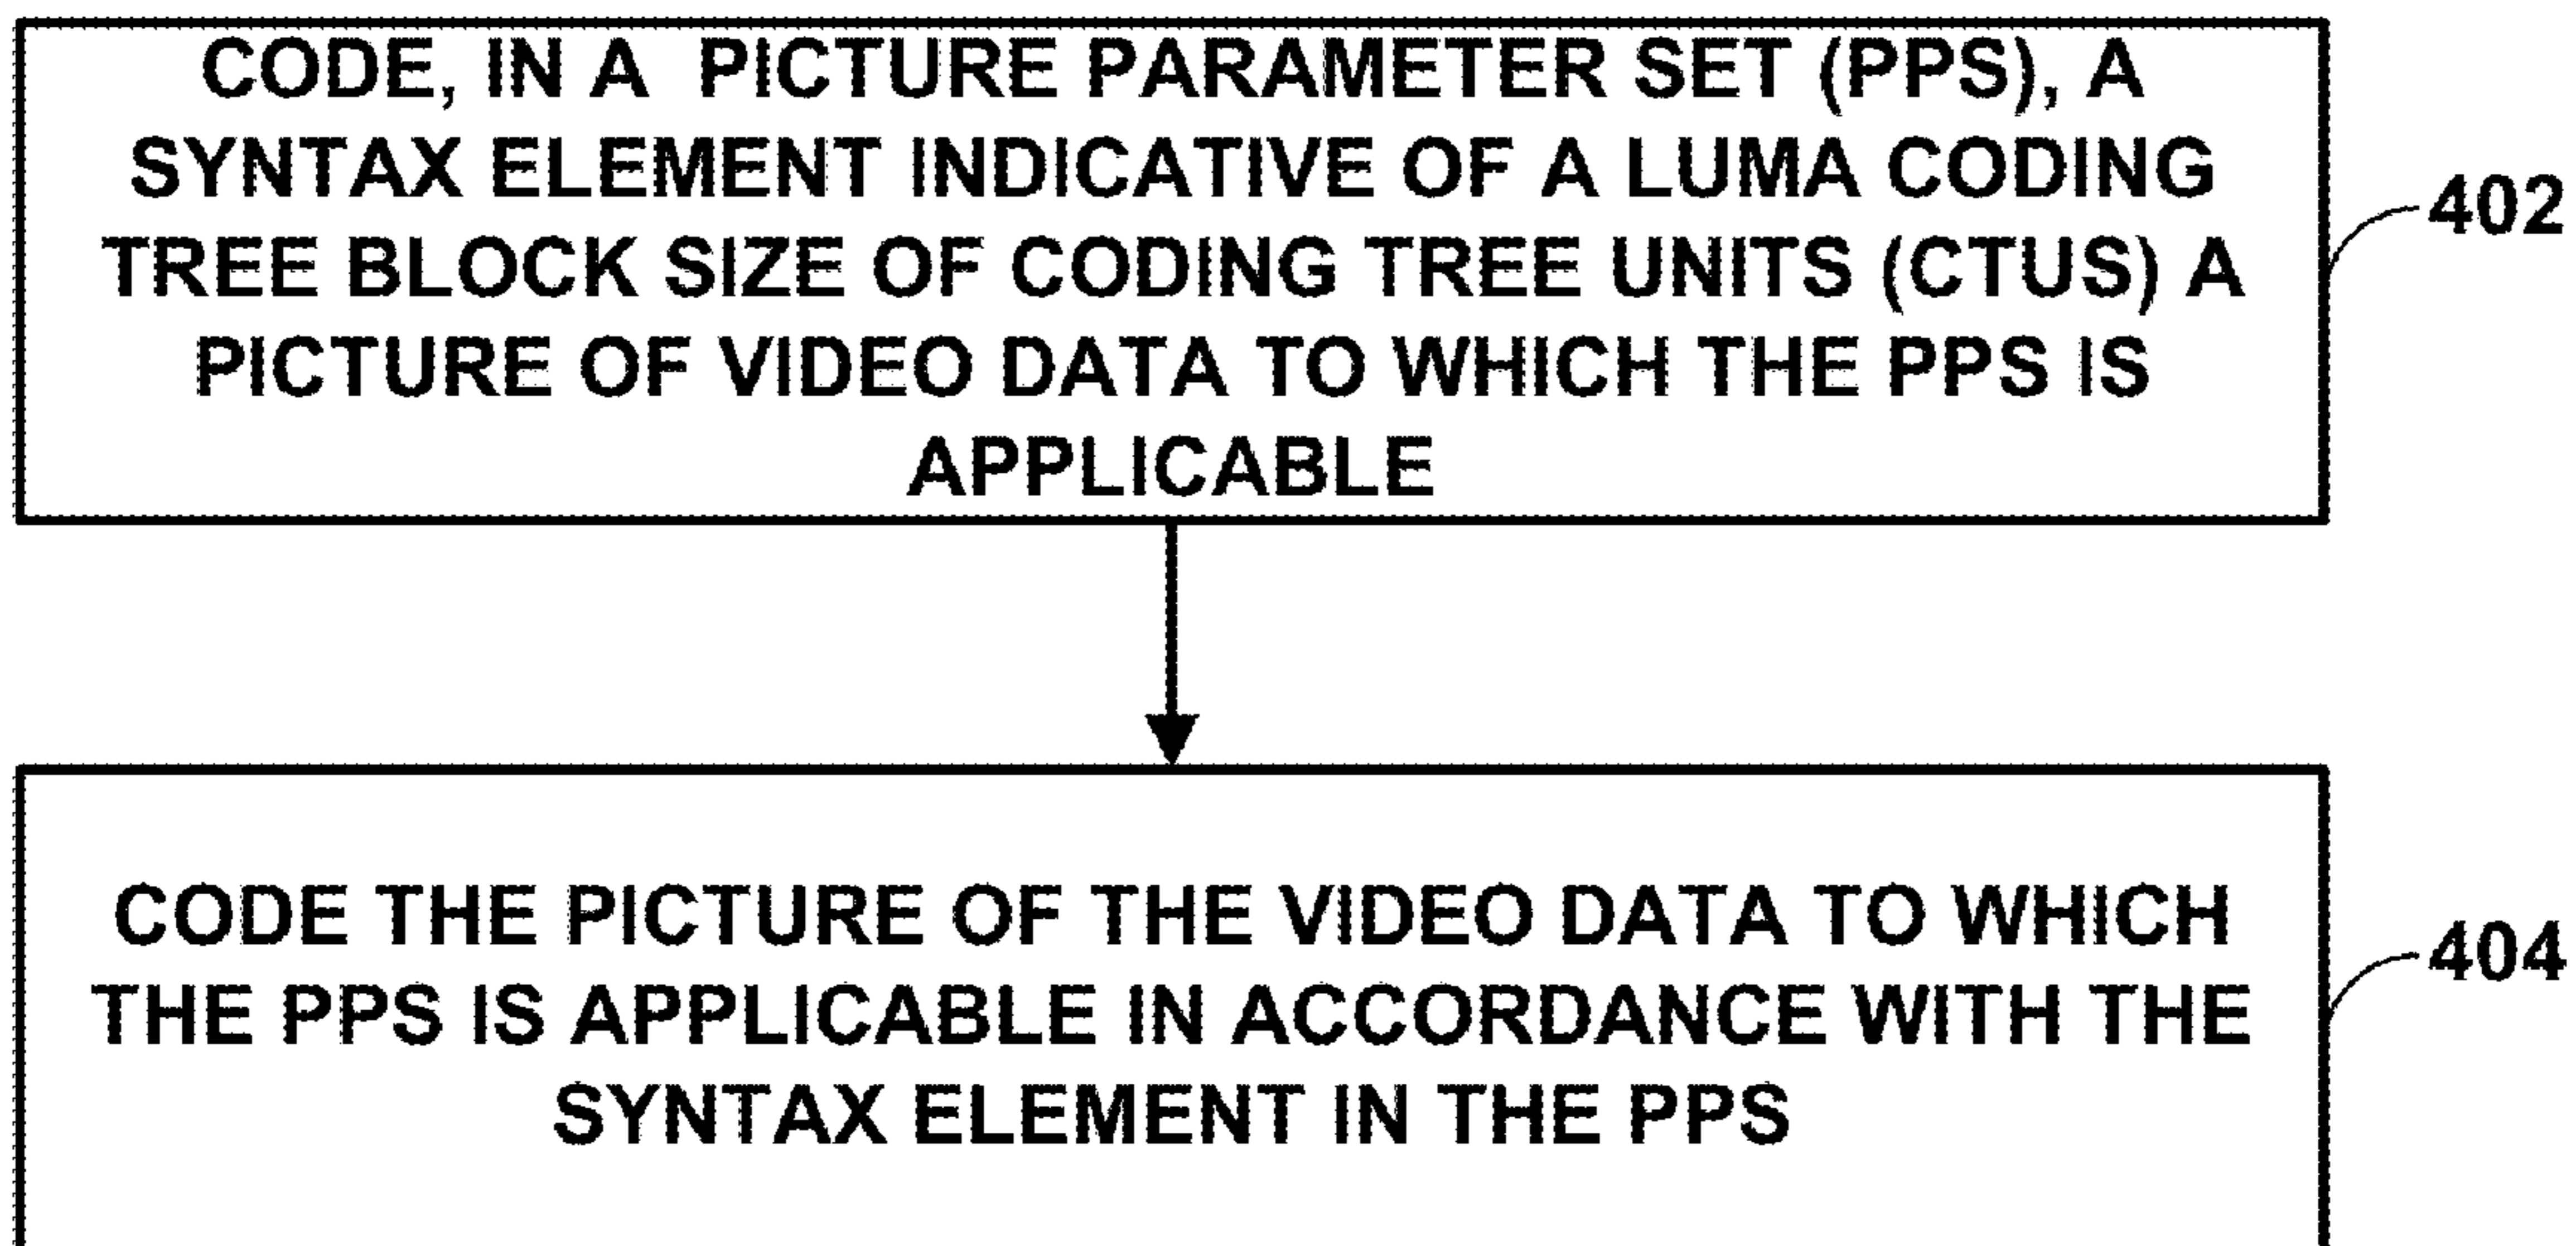 CODE, IN A PICTURE PARAMETER SET (PPS), A
SYNTAX ELEMENT INDICATIVE OF A LUMA CODING
TREE BLOCK SIZE OF CODING TREE UNITS (CTUS) A
PICTURE OF VIDEO DATA TO WHICH THE PPS IS
APPLICABLE
402
CODE THE PICTURE OF THE VIDEO DATA TO WHICH
THE PPS IS APPLICABLE IN ACCORDANCE WITH THE
SYNTAX ELEMENT IN THE PPS
404